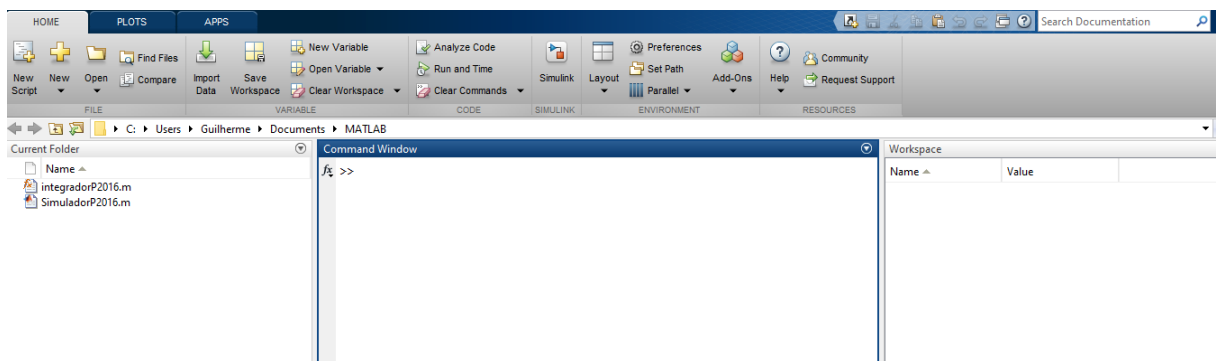 HOME PLOTS APPS Search Documentation
New Script New Open Find Files Compare Import Data Save Workspace New Variable Open Variable Clear Workspace Analyze Code Run and Time Clear Commands Simulink Layout Preferences Set Path Parallel Add-Ons Help Community Request Support
FILE VARIABLE CODE SIMULINK ENVIRONMENT RESOURCES
C: Users Guilherme Documents MATLAB
Current Folder Command Window Workspace
Name fx >> Name Value
integradorP2016.m
SimuladorP2016.m